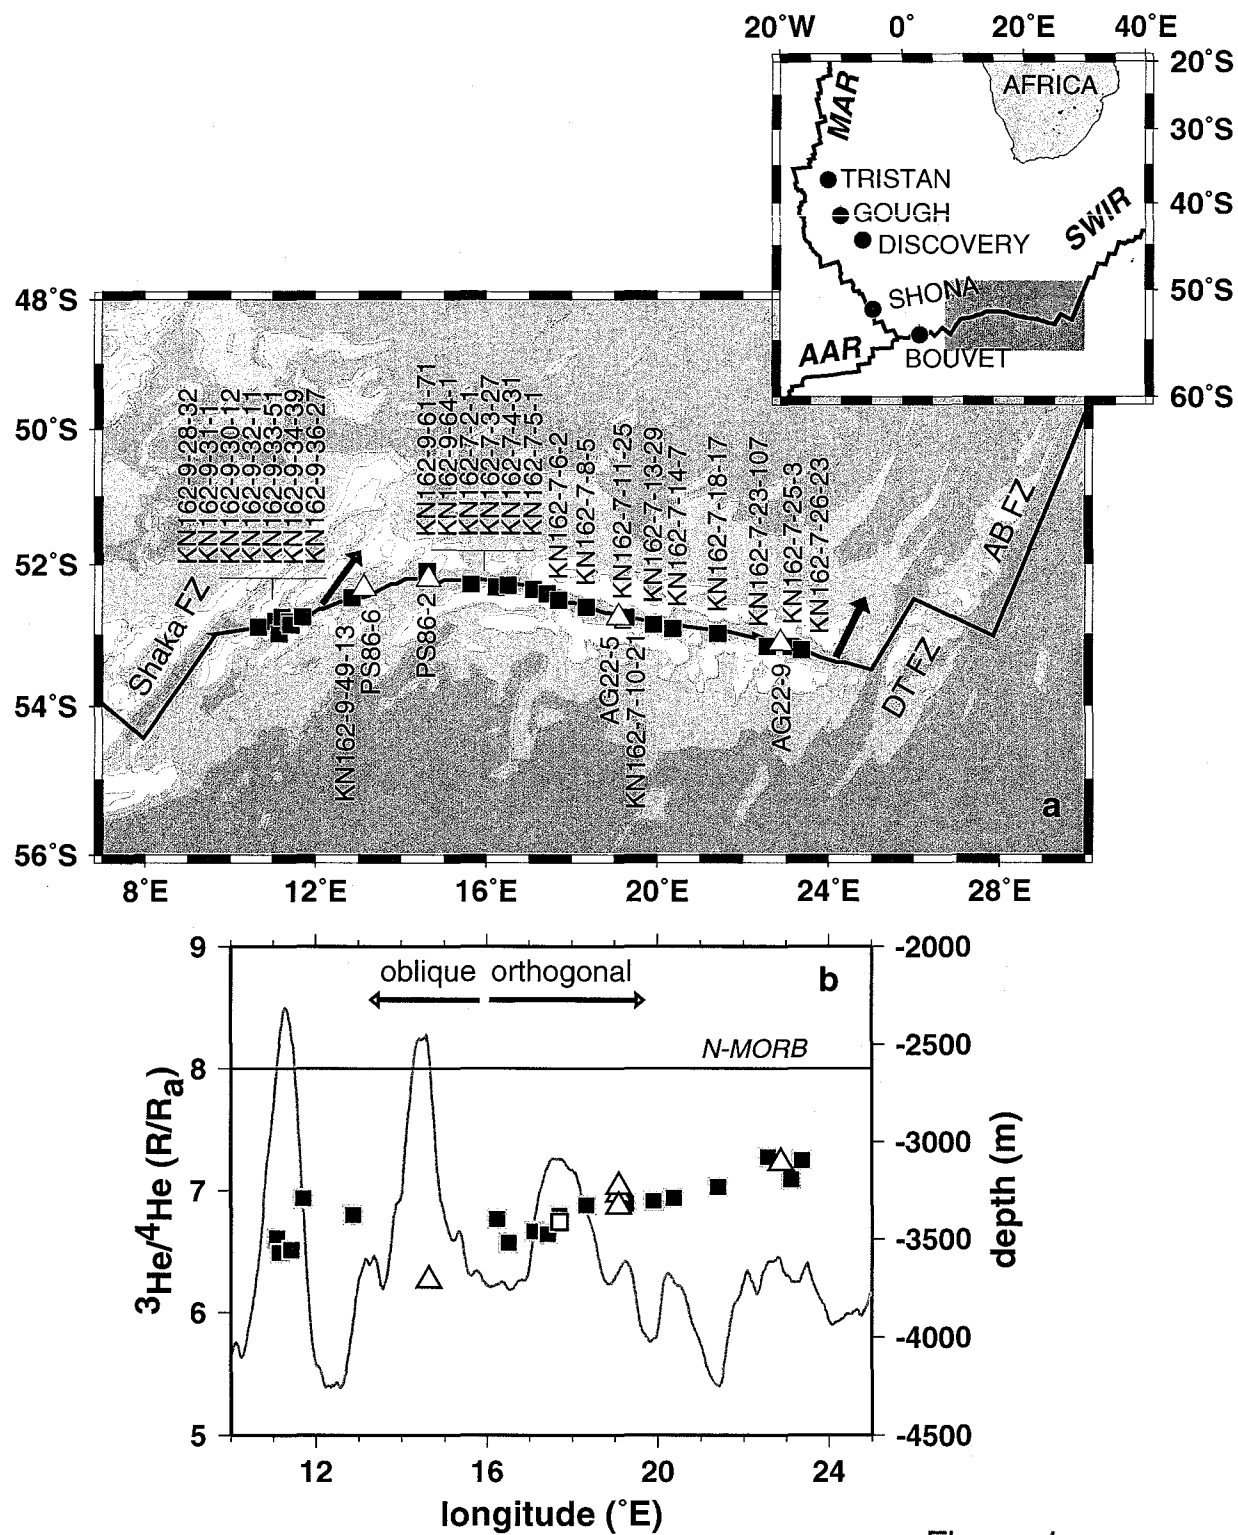 20˚W 0˚ 20˚E 40˚E
20˚S
30˚S
40˚S
50˚S
60˚S
MAR
AFRICA
TRISTAN
GOUGH
DISCOVERY
SWIR
SHONA
AAR
BOUVET
48˚S
50˚S
52˚S
54˚S
56˚S
KN162-9-28-32
KN162-9-31-1
KN162-9-30-12
KN162-9-32-11
KN162-9-33-51
KN162-9-34-39
KN162-9-36-27
KN162-9-61-71
KN162-9-64-1
KN162-7-2-1
KN162-7-3-27
KN162-7-4-31
KN162-7-5-1
KN162-7-6-2
KN162-7-8-5
KN162-7-11-25
KN162-7-13-29
KN162-7-14-7
KN162-7-18-17
KN162-7-23-107
KN162-7-25-3
KN162-7-26-23
Shaka FZ
KN162-9-49-13
PS86-6
PS86-2
AG22-5
KN162-7-10-21
AG22-9
DT FZ
AB FZ
a
8˚E 12˚E 16˚E 20˚E 24˚E 28˚E
9
8
7
6
5
³He/⁴He (R/Rₐ)
oblique orthogonal
b
N-MORB
-2000
-2500
-3000
-3500
-4000
-4500
depth (m)
12 16 20 24
longitude (˚E)